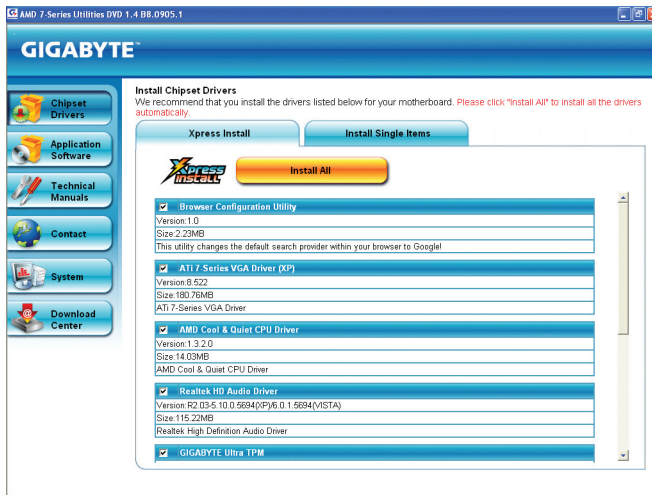 AMD 7-Series Utilities DVD 1.4 B8.0905.1
GIGABYTE™
Chipset
Drivers
Application
Software
Technical
Manuals
Contact
System
Download
Center
Install Chipset Drivers
We recommend that you install the drivers listed below for your motherboard. Please click "Install All" to install all the drivers
automatically.
Xpress Install
Install Single Items
Xpress
INSTALL
Install All
Browser Configuration Utility
Version:1.0
Size:2.23MB
This utility changes the default search provider within your browser to Google!
ATi 7-Series VGA Driver (XP)
Version:8.522
Size:180.76MB
ATi 7-Series VGA Driver
AMD Cool & Quiet CPU Driver
Version:1.3.2.0
Size:14.03MB
AMD Cool & Quiet CPU Driver
Realtek HD Audio Driver
Version:R2.03-5.10.0.5694(XP)/6.0.1.5694(VISTA)
Size:115.22MB
Realtek High Definition Audio Driver
GIGABYTE Ultra TPM